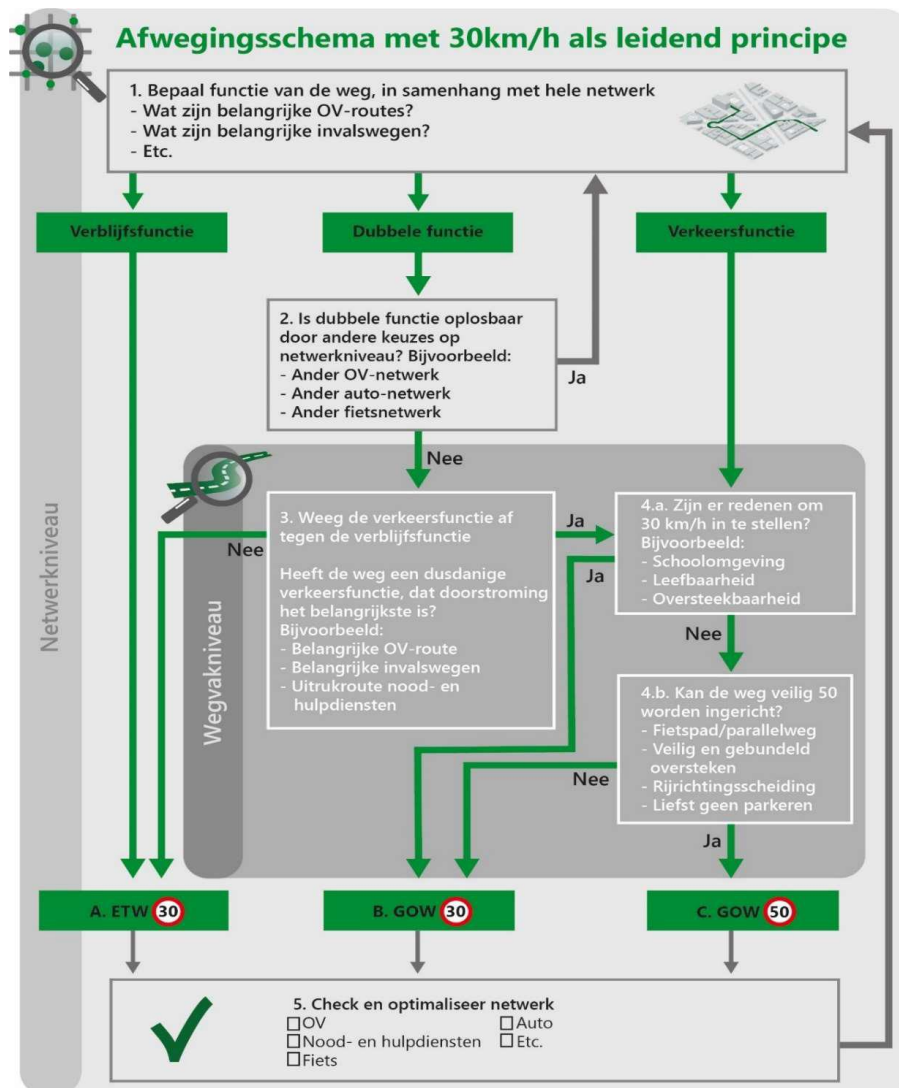 Afwegingsschema met 30km/h als leidend principe
1. Bepaal functie van de weg, in samenhang met hele netwerk
- Wat zijn belangrijke OV-routes?
- Wat zijn belangrijke invalswegen?
- Etc.
Verblijfsfunctie
Dubbele functie
Verkeersfunctie
2. Is dubbele functie oplosbaar
door andere keuzes op
netwerkniveau? Bijvoorbeeld:
- Ander OV-netwerk
- Ander auto-netwerk
- Ander fietsnetwerk
Ja
Nee
Netwerkniveau
Wegvakniveau
3. Weeg de verkeersfunctie af
tegen de verblijfsfunctie
Heeft de weg een dusdanige
verkeersfunctie, dat doorstroming
het belangrijkste is?
Bijvoorbeeld:
- Belangrijke OV-route
- Belangrijke invalswegen
- Uitrukroute nood- en
hulpdiensten
Nee
Ja
4.a. Zijn er redenen om
30 km/h in te stellen?
Bijvoorbeeld:
- Schoolomgeving
- Leefbaarheid
- Oversteekbaarheid
Ja
Nee
4.b. Kan de weg veilig 50
worden ingericht?
- Fietspad/parallelweg
- Veilig en gebundeld
oversteken
- Rijrichtingsscheiding
- Liefst geen parkeren
Nee
Ja
A. ETW 30
B. GOW 30
C. GOW 50
5. Check en optimaliseer netwerk
OV
Nood- en hulpdiensten
Fiets
Auto
Etc.